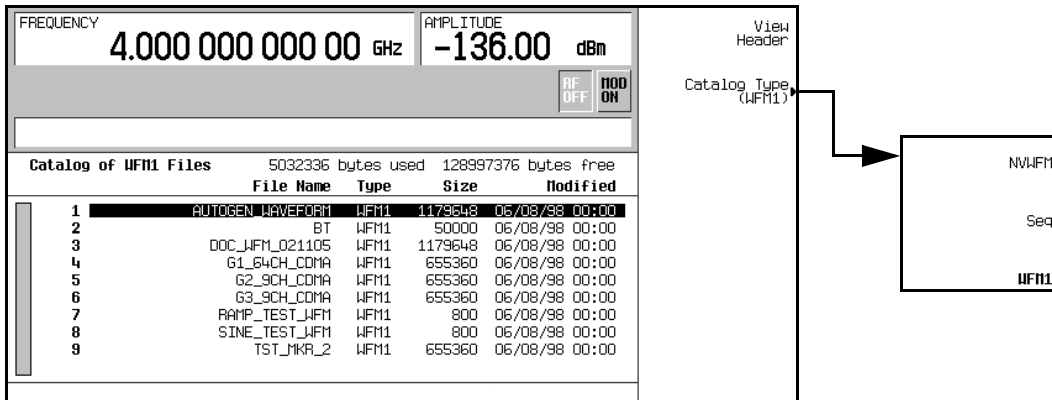 FREQUENCY
4.000 000 000 00 GHz
AMPLITUDE
-136.00 dBm
RF OFF
MOD ON
View Header
Catalog Type (WFM1)
Catalog of WFM1 Files 5032336 bytes used 128997376 bytes free
File Name Type Size Modified
1 AUTOGEN_WAVEFORM WFM1 1179648 06/08/98 00:00
2 BT WFM1 50000 06/08/98 00:00
3 DOC_WFM_021105 WFM1 1179648 06/08/98 00:00
4 G1_64CH_CDMA WFM1 655360 06/08/98 00:00
5 G2_9CH_CDMA WFM1 655360 06/08/98 00:00
6 G3_9CH_CDMA WFM1 655360 06/08/98 00:00
7 RAMP_TEST_WFM WFM1 800 06/08/98 00:00
8 SINE_TEST_WFM WFM1 800 06/08/98 00:00
9 TST_MKR_2 WFM1 655360 06/08/98 00:00
NVWFM
Seq
WFM1